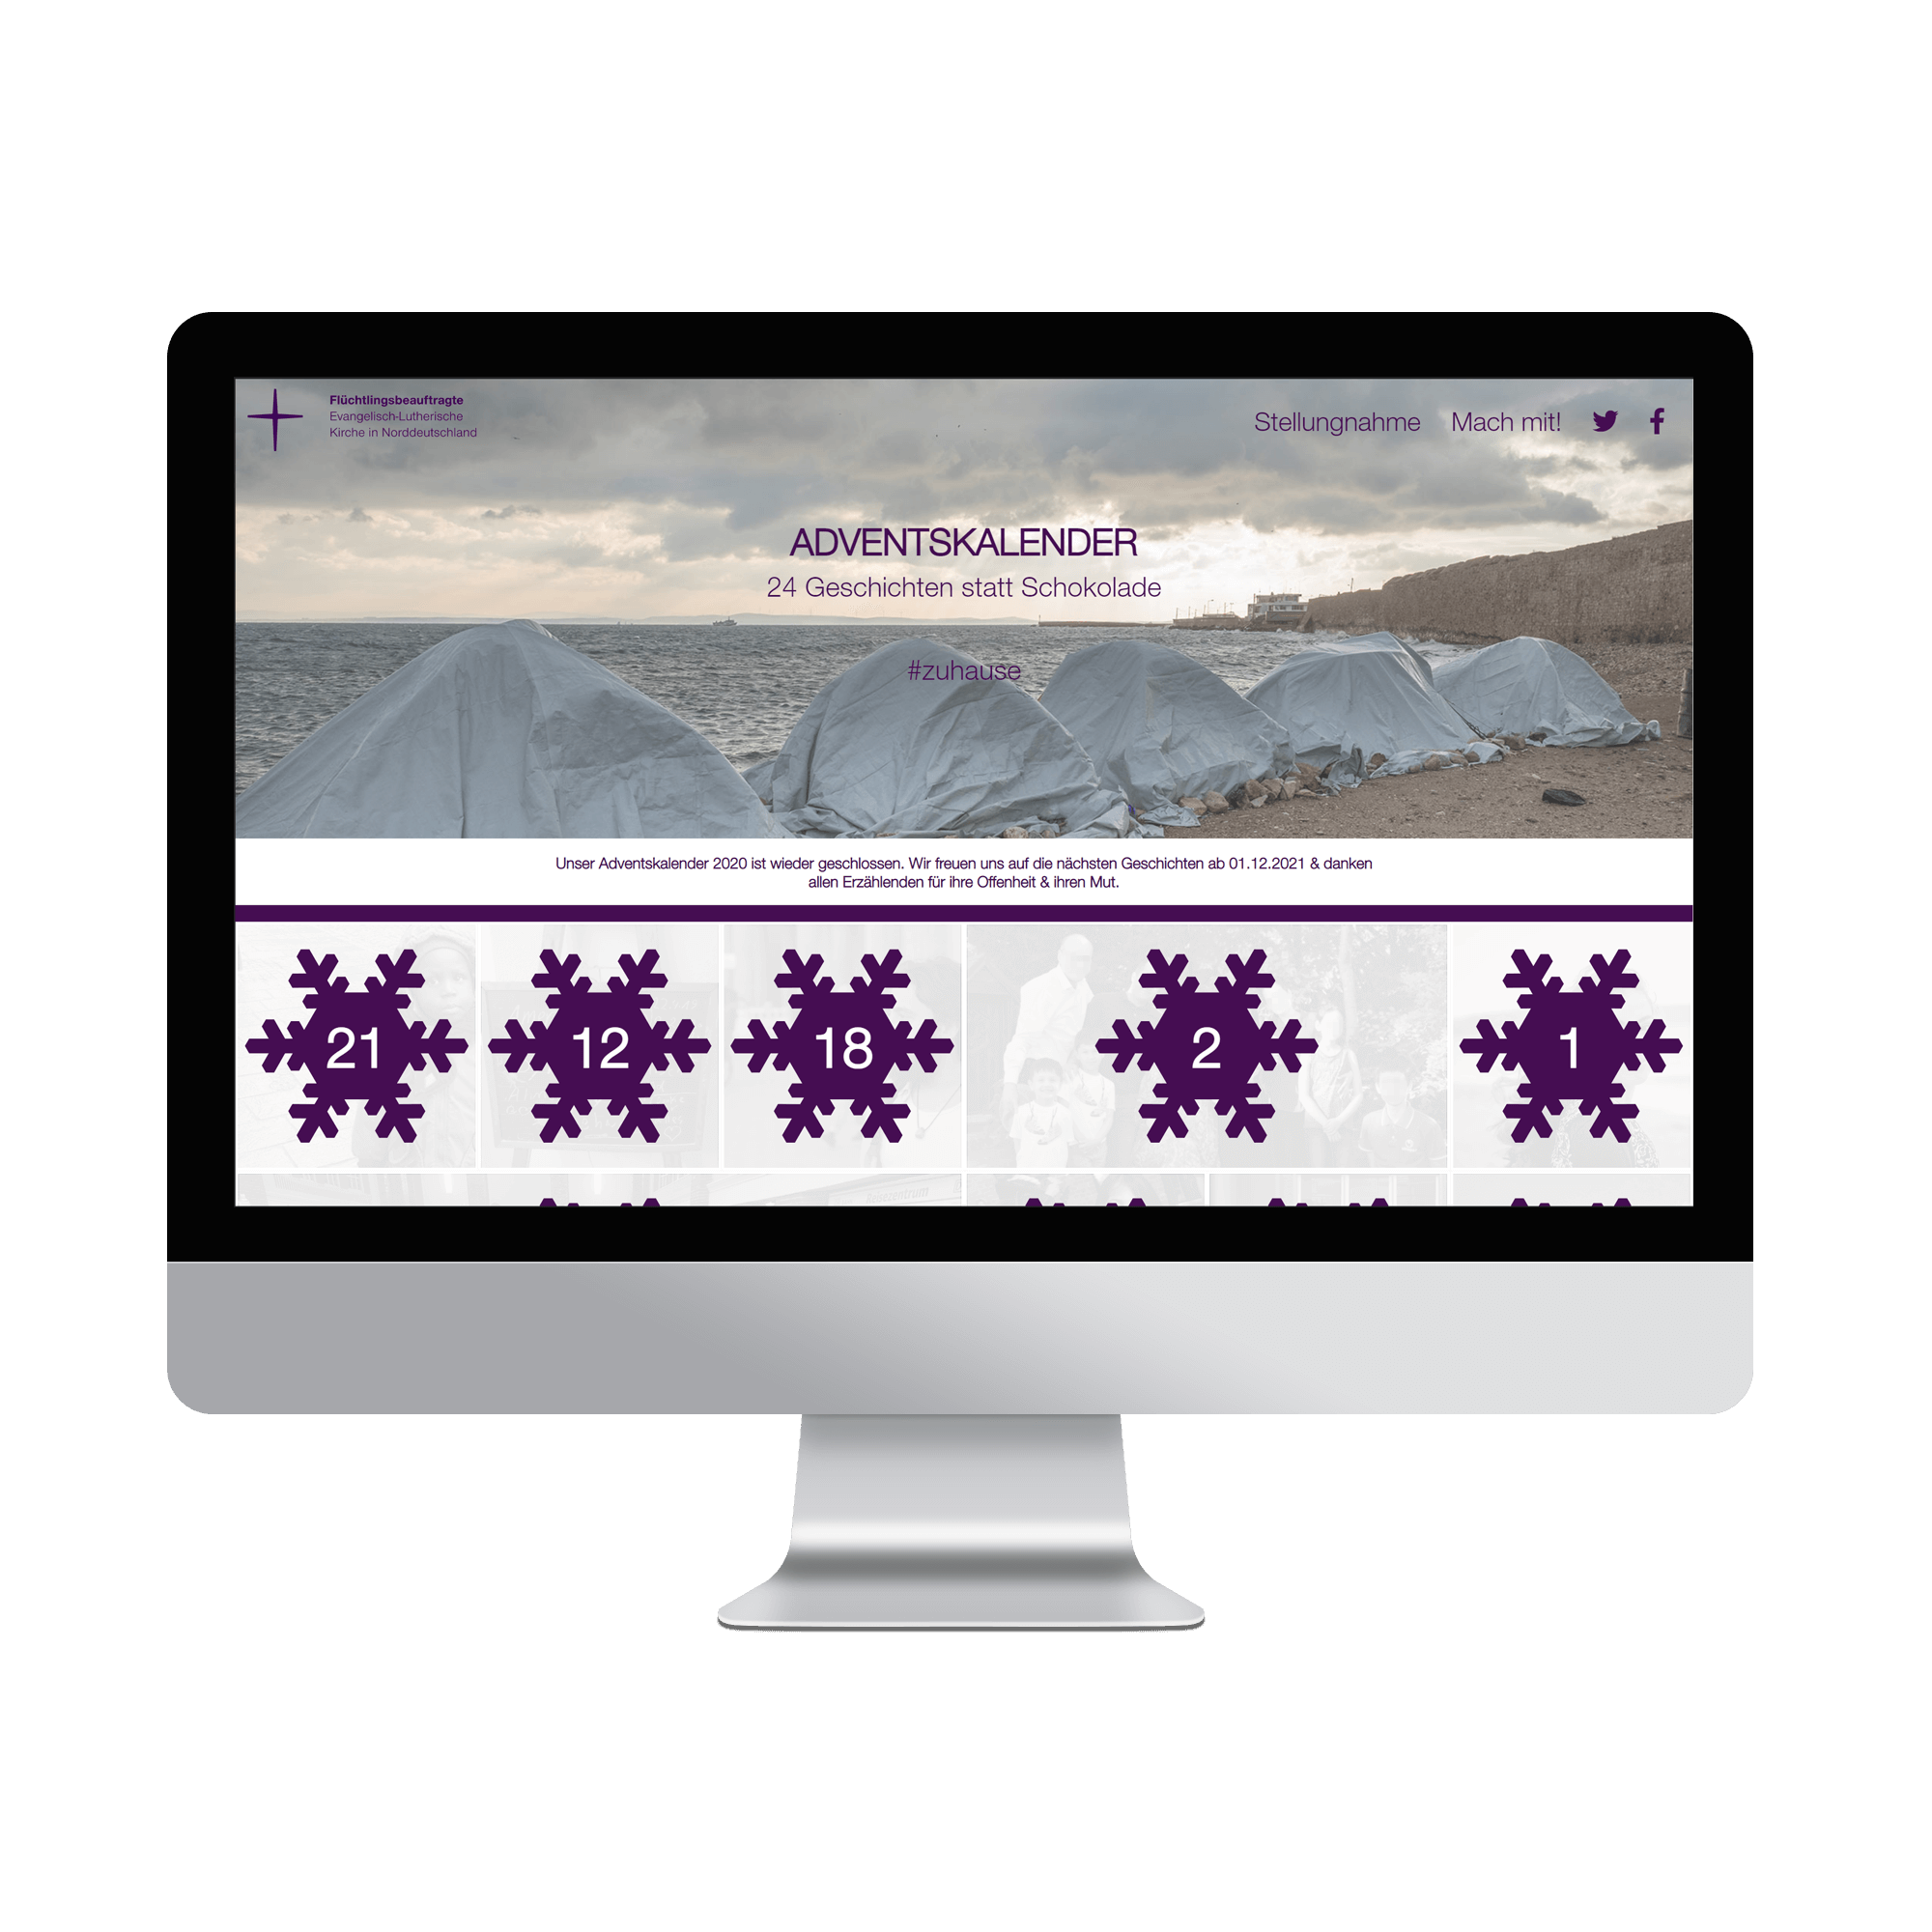 Flüchtlingsbeauftragte
Evangelisch-Lutherische
Kirche in Norddeutschland
Stellungnahme Mach mit!
ADVENTSKALENDER
24 Geschichten statt Schokolade
#zuhause
Unser Adventskalender 2020 ist wieder geschlossen. Wir freuen uns auf die nächsten Geschichten ab 01.12.2021 & danken
allen Erzählenden für ihre Offenheit & ihren Mut.
21 12 18 2 1
Reisezentrum